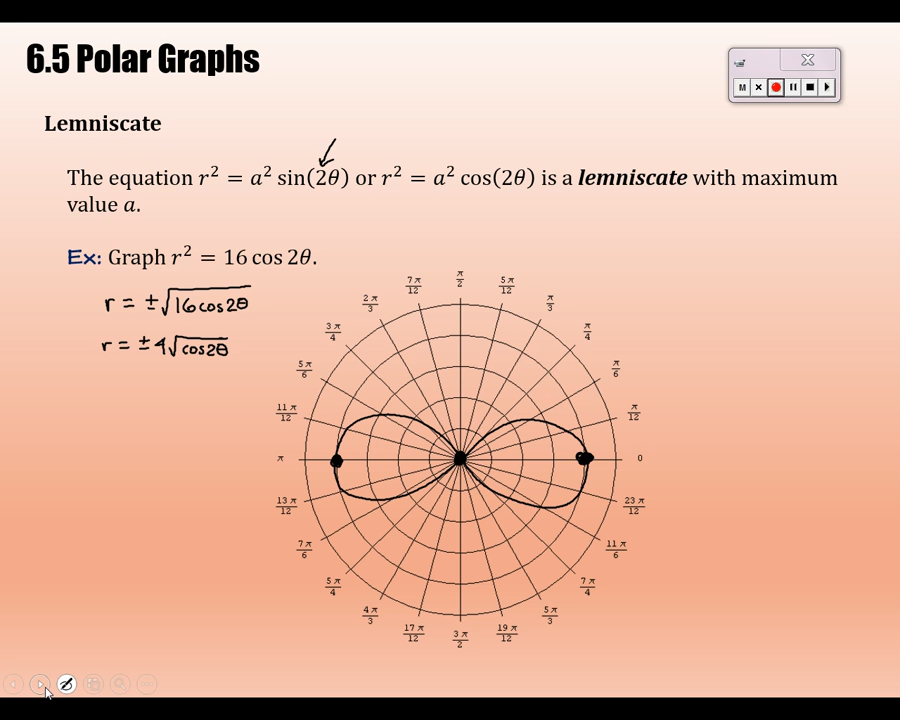 6.5 Polar Graphs
M
Lemniscate
The equation r² = a² sin(2θ) or r² = a² cos(2θ) is a lemniscate with maximum
value a.
Ex: Graph r² = 16 cos 2θ.
r = ±√16cos2θ
r = ±4√cos2θ
π/2
7π/12
5π/12
2π/3
π/3
3π/4
π/4
5π/6
π/6
11π/12
π/12
π
0
13π/12
23π/12
7π/6
11π/6
5π/4
7π/4
4π/3
5π/3
17π/12
19π/12
3π/2